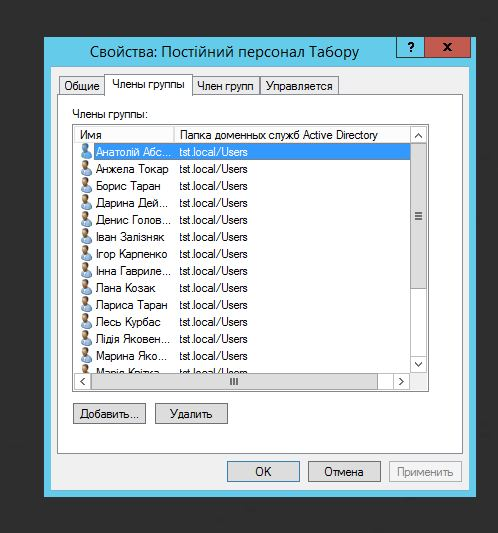 Свойства: Постійний персонал Табору
? x
Общие Члены группы Член групп Управляется
Члены группы:
Имя Папка доменных служб Active Directory
Анатолій Абс... tst.local/Users
Анжела Токар tst.local/Users
Борис Таран tst.local/Users
Дарина Дей... tst.local/Users
Денис Голов... tst.local/Users
Іван Залізняк tst.local/Users
Ігор Карпенко tst.local/Users
Інна Гавриле... tst.local/Users
Лана Козак tst.local/Users
Лариса Таран tst.local/Users
Лесь Курбас tst.local/Users
Лідія Яковен... tst.local/Users
Марина Яко... tst.local/Users
Марія Квітка tst.local/Users
Добавить... Удалить
OK Отмена Применить